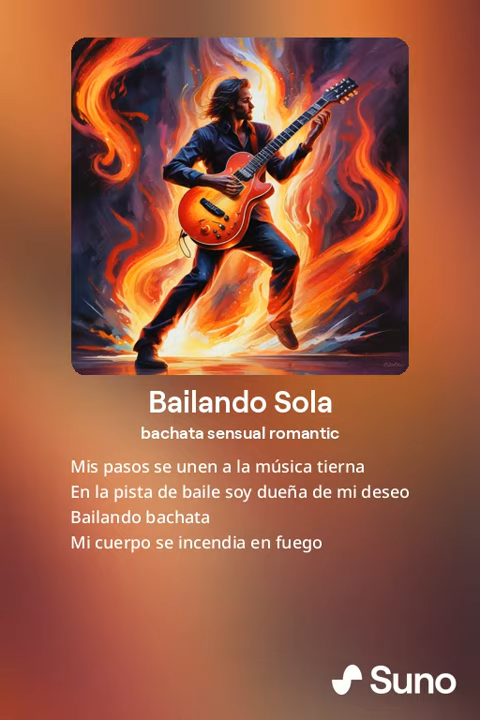 Bailando Sola
bachata sensual romantic
Mis pasos se unen a la música tierna
En la pista de baile soy dueña de mi deseo
Bailando bachata
Mi cuerpo se incendia en fuego
Suno